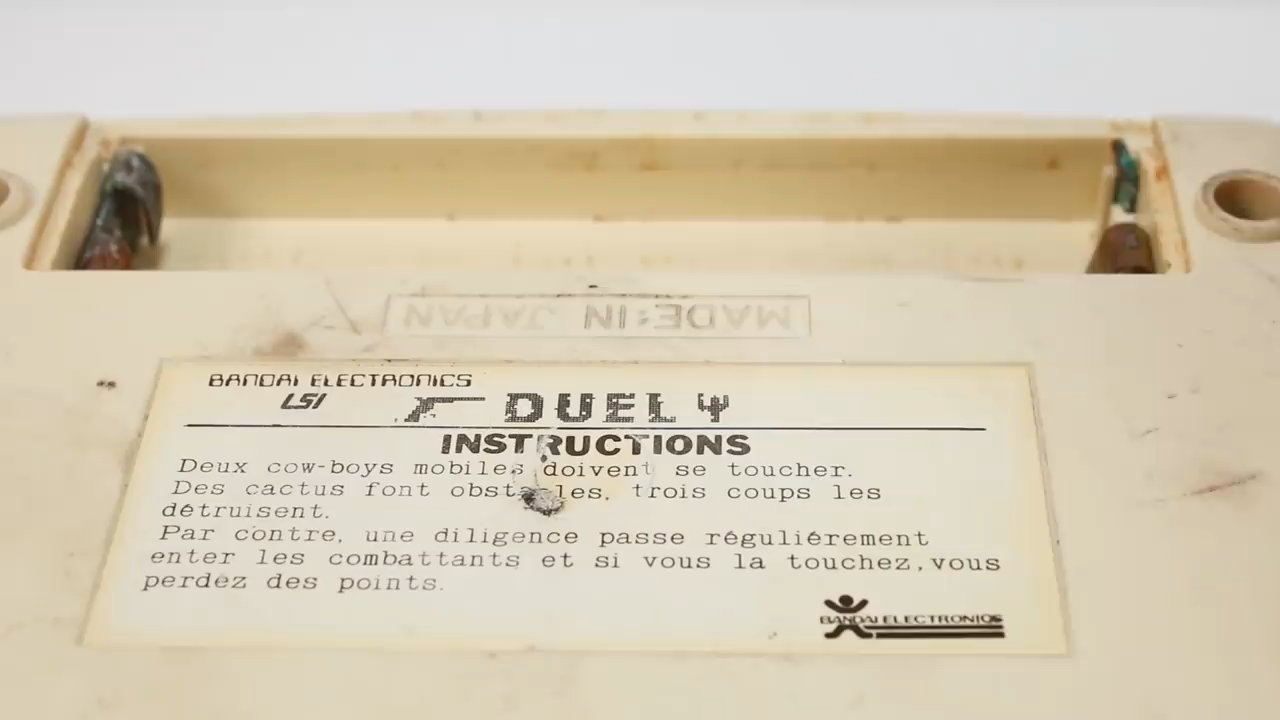 MADE:IN JAPAN
BANDAI ELECTRONICS
LSI DUELY
INSTRUCTIONS
Deux cow-boys mobiles doivent se toucher.
Des cactus font obstacles, trois coups les
détruisent.
Par contre, une diligence passe réguliérement
enter les combattants et si vous la touchez,vous
perdez des points.
BANDAI ELECTRONICS